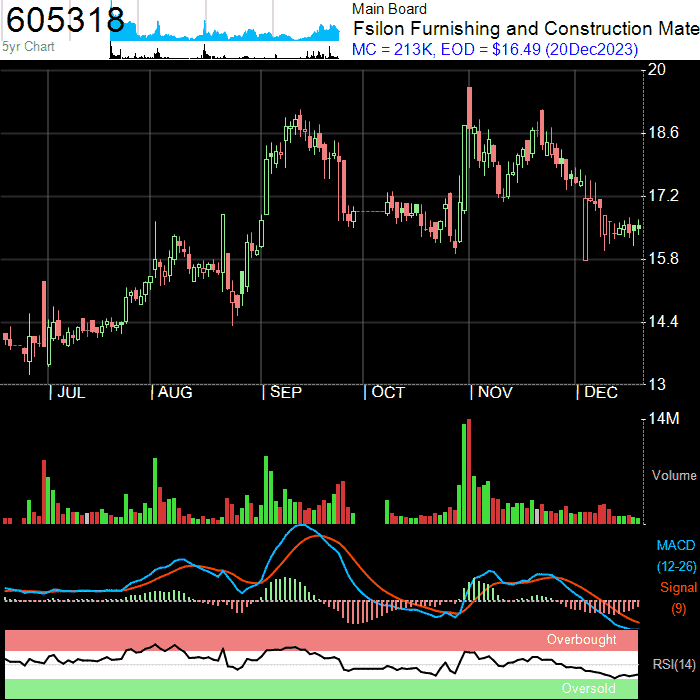 605318
5yr Chart
Main Board
Fsilon Furnishing and Construction Mate
MC = 213K, EOD = $16.49 (20Dec2023)
20
18.6
17.2
15.8
14.4
13
| JUL | AUG | SEP | OCT | NOV | DEC
14M
Volume
MACD
(12-26)
Signal
(9)
Overbought
RSI(14)
Oversold